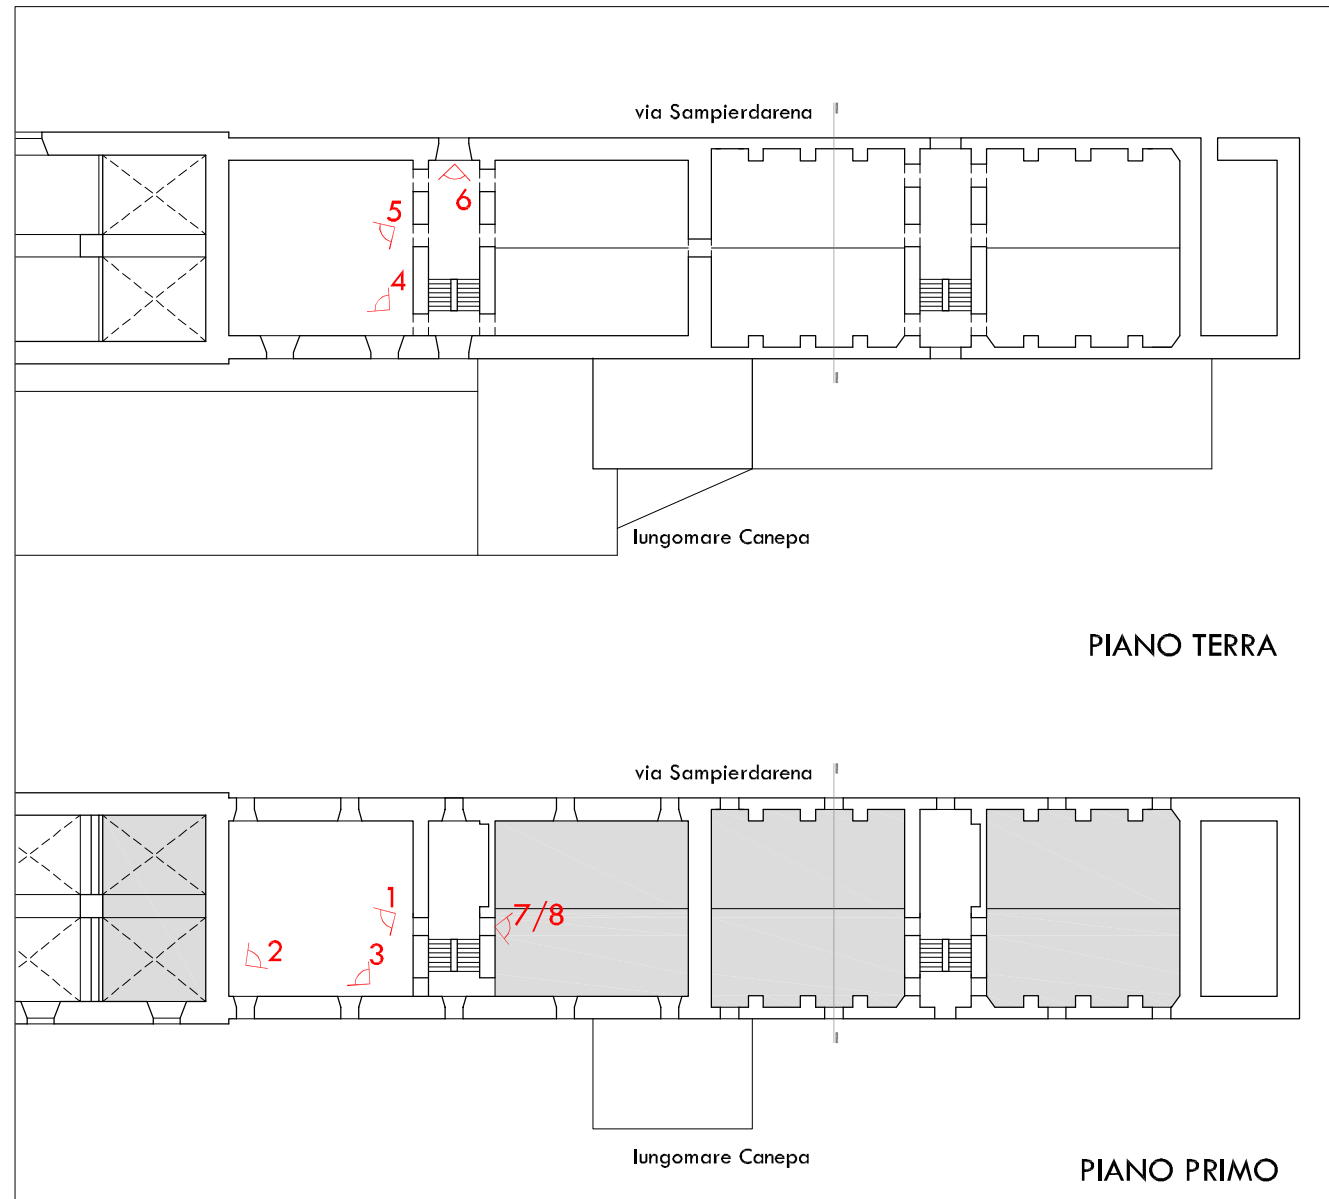 via Sampierdarena
5
6
4
lungomare Canepa
PIANO TERRA
via Sampierdarena
1
7/8
2
3
lungomare Canepa
PIANO PRIMO